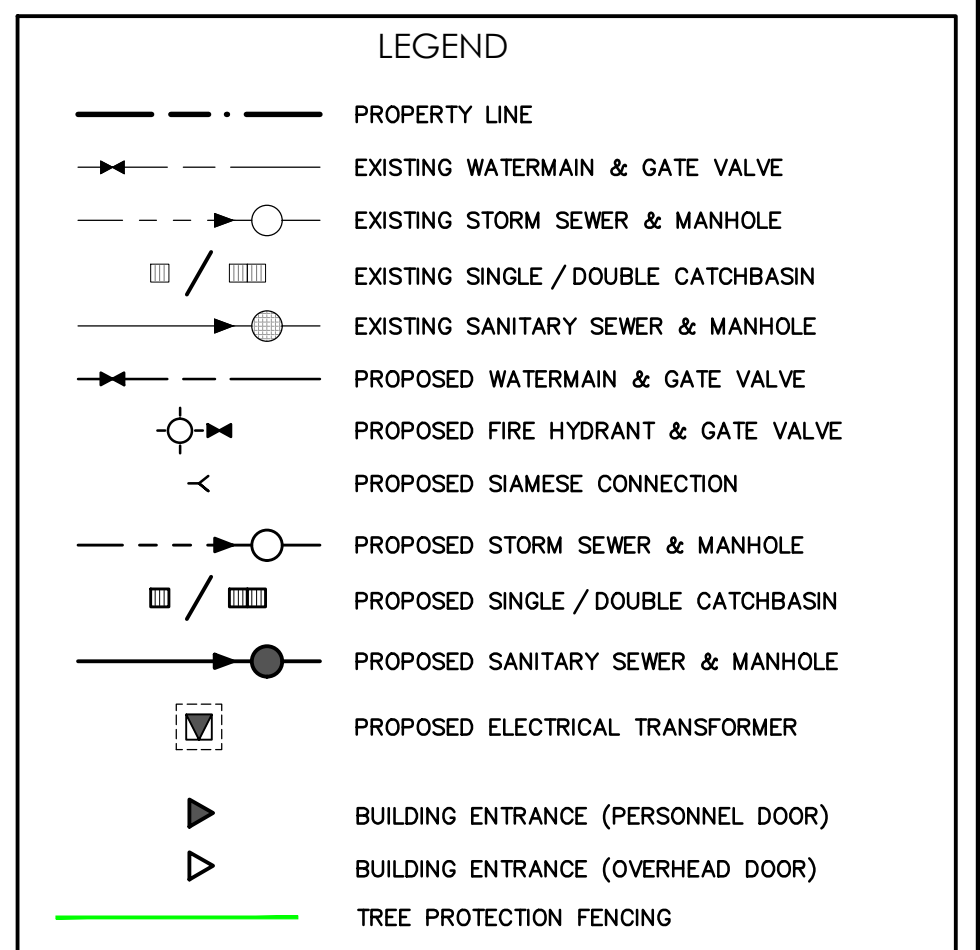 LEGEND
PROPERTY LINE
EXISTING WATERMAIN & GATE VALVE
EXISTING STORM SEWER & MANHOLE
EXISTING SINGLE / DOUBLE CATCHBASIN
EXISTING SANITARY SEWER & MANHOLE
PROPOSED WATERMAIN & GATE VALVE
PROPOSED FIRE HYDRANT & GATE VALVE
PROPOSED SIAMESE CONNECTION
PROPOSED STORM SEWER & MANHOLE
PROPOSED SINGLE / DOUBLE CATCHBASIN
PROPOSED SANITARY SEWER & MANHOLE
PROPOSED ELECTRICAL TRANSFORMER
BUILDING ENTRANCE (PERSONNEL DOOR)
BUILDING ENTRANCE (OVERHEAD DOOR)
TREE PROTECTION FENCING